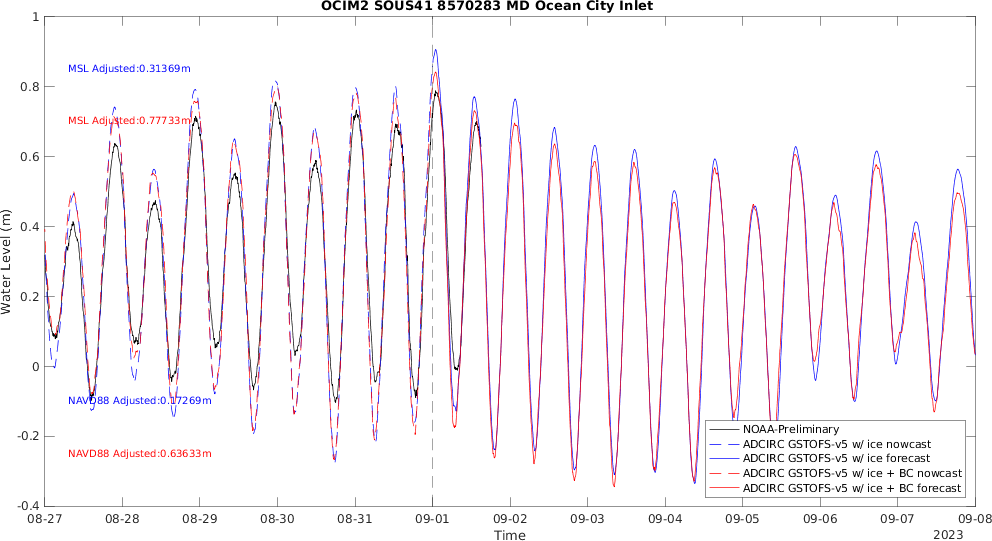 OCIM2 SOUS41 8570283 MD Ocean City Inlet
1
0.8
0.6
0.4
0.2
0
-0.2
-0.4
Water Level (m)
MSL Adjusted:0.31369m
MSL Adjusted:0.77733m
NAVD88 Adjusted:0.17269m
NAVD88 Adjusted:0.63633m
NOAA-Preliminary
ADCIRC GSTOFS-v5 w/ ice nowcast
ADCIRC GSTOFS-v5 w/ ice forecast
ADCIRC GSTOFS-v5 w/ ice + BC nowcast
ADCIRC GSTOFS-v5 w/ ice + BC forecast
08-27 08-28 08-29 08-30 08-31 09-01 09-02 09-03 09-04 09-05 09-06 09-07 09-08
Time
2023